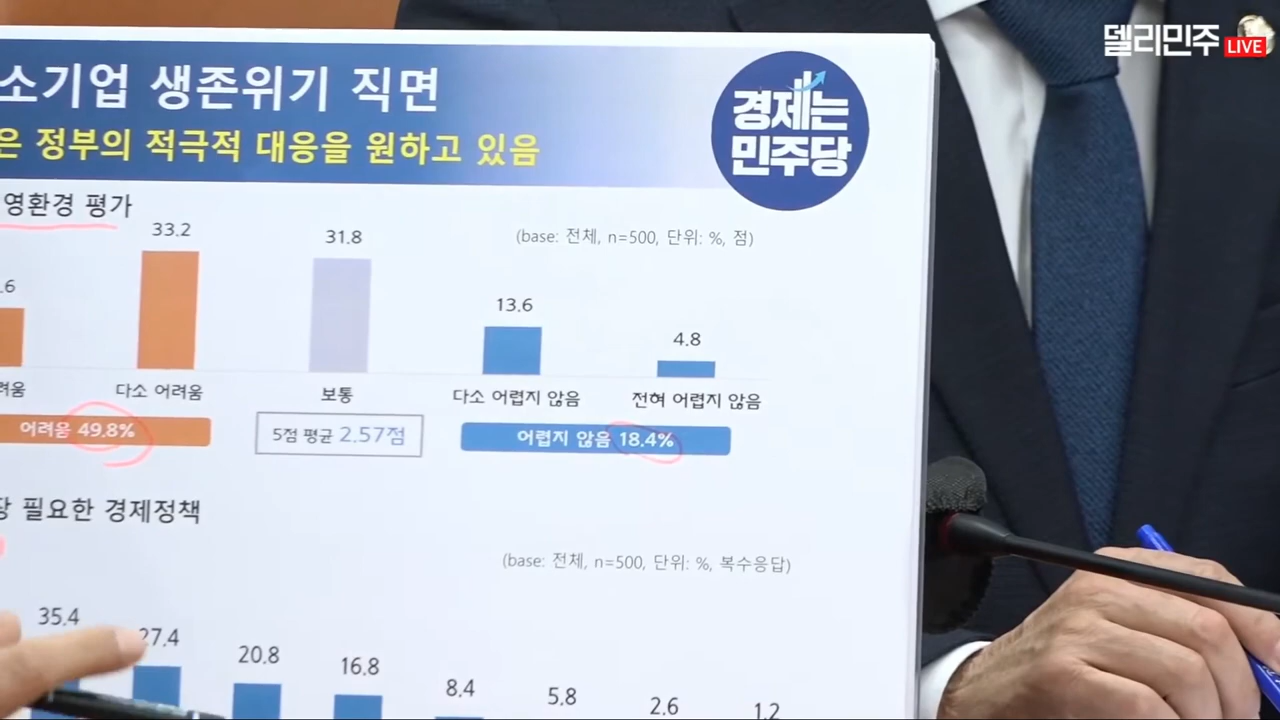 델리민주
LIVE
소기업 생존위기 직면
은 정부의 적극적 대응을 원하고 있음
경제는
민주당
영환경 평가
(base: 전체, n=500, 단위: %, 점)
.6
33.2
31.8
13.6
4.8
려움
다소 어려움
보통
다소 어렵지 않음
전혀 어렵지 않음
어려움 49.8%
5점 평균 2.57점
어렵지 않음 18.4%
장 필요한 경제정책
(base: 전체, n=500, 단위: %, 복수응답)
35.4
27.4
20.8
16.8
8.4
5.8
2.6
1.2